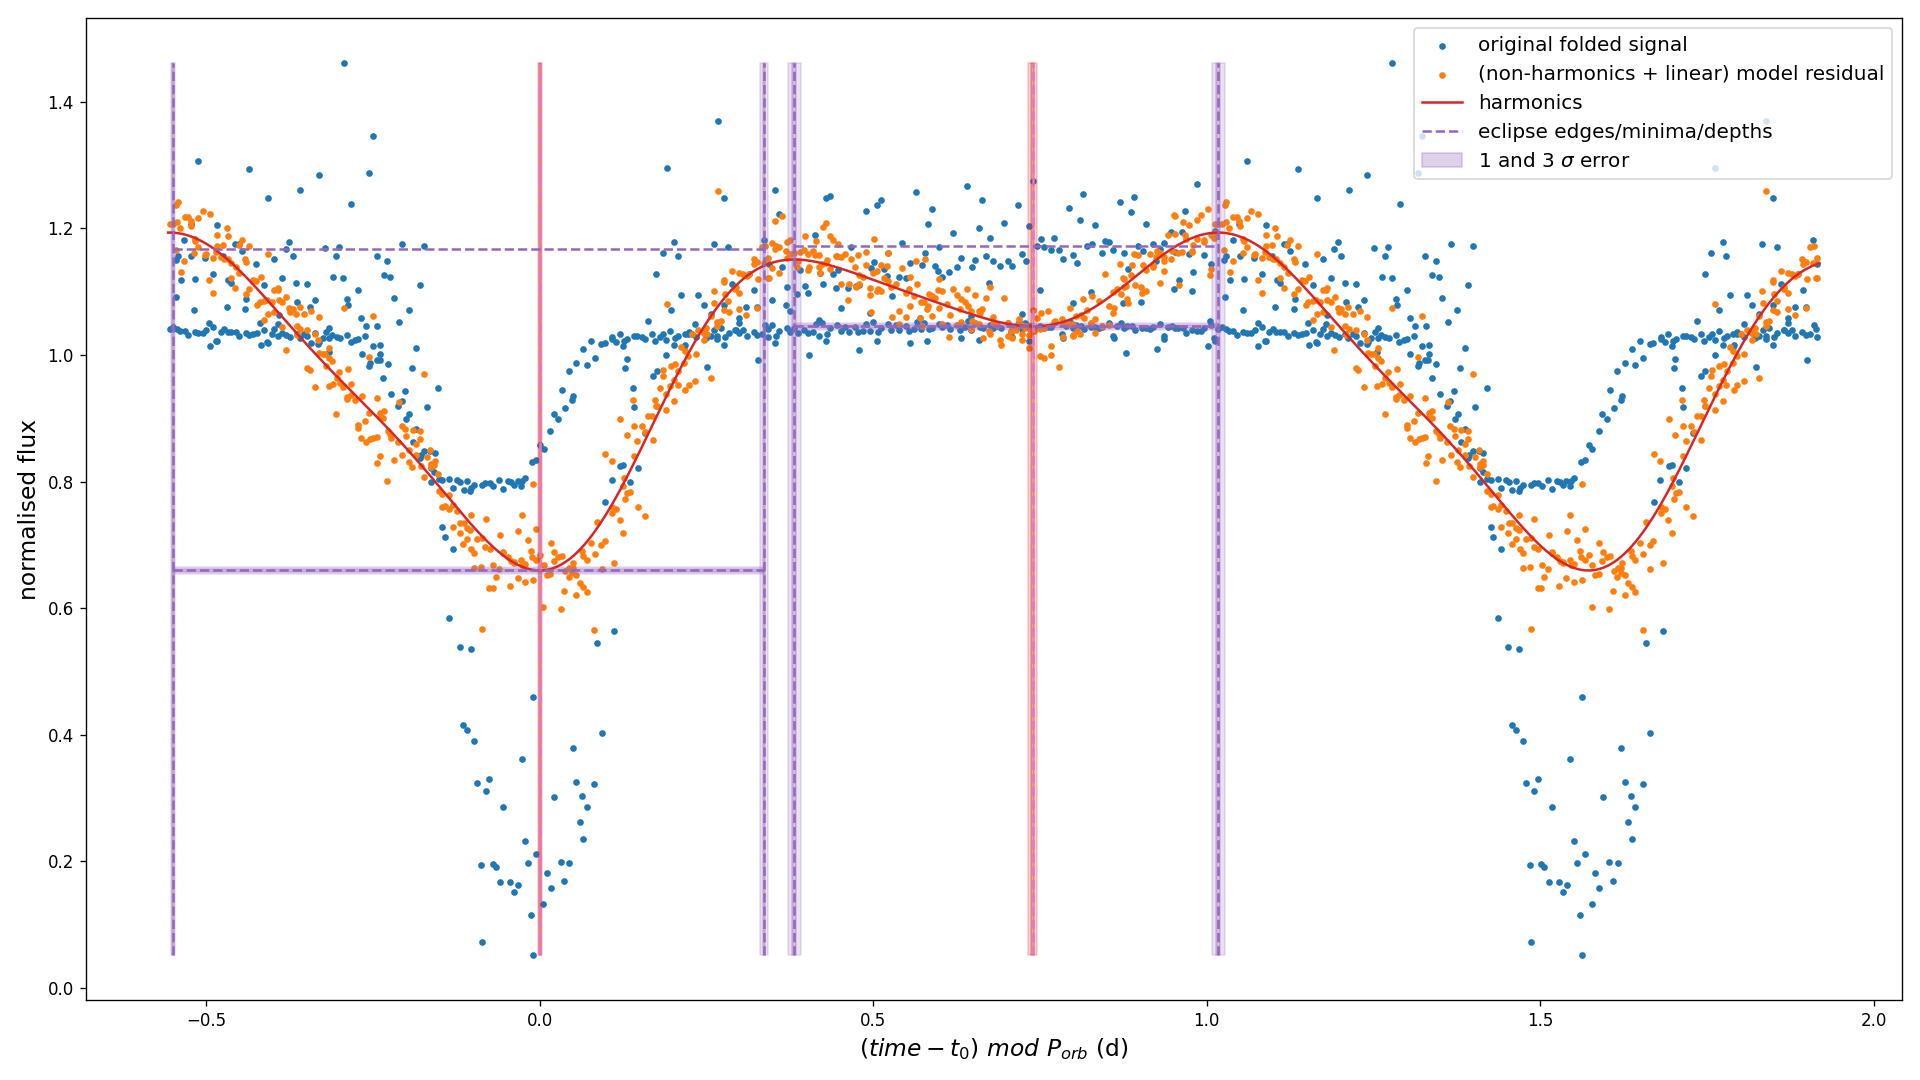 original folded signal
(non-harmonics + linear) model residual
harmonics
eclipse edges/minima/depths
1 and 3 σ error
normalised flux
1.4
1.2
1.0
0.8
0.6
0.4
0.2
0.0
−0.5
0.0
0.5
1.0
1.5
2.0
(time − t₀) mod Pₒᵣb (d)